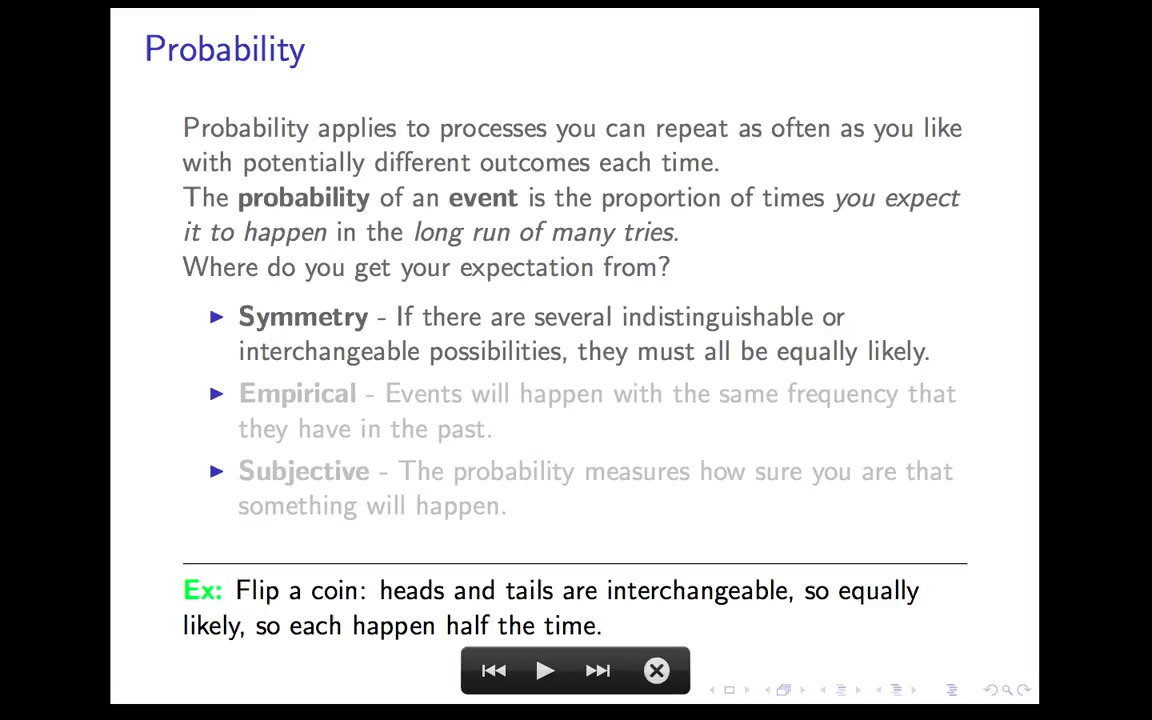 Probability
Probability applies to processes you can repeat as often as you like
with potentially different outcomes each time.
The probability of an event is the proportion of times you expect
it to happen in the long run of many tries.
Where do you get your expectation from?
Symmetry - If there are several indistinguishable or
interchangeable possibilities, they must all be equally likely.
Empirical - Events will happen with the same frequency that
they have in the past.
Subjective - The probability measures how sure you are that
something will happen.
Ex: Flip a coin: heads and tails are interchangeable, so equally
likely, so each happen half the time.